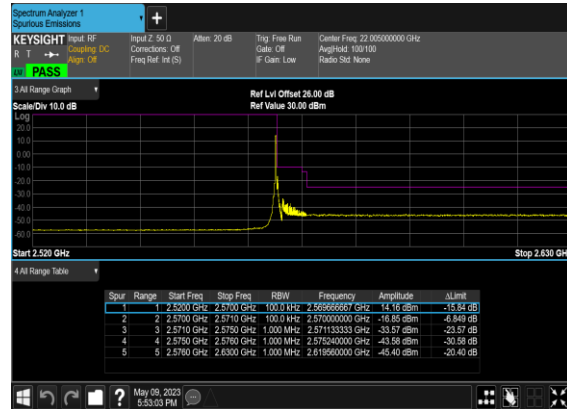 Spectrum Analyzer 1
Spurious Emissions
+
KEYSIGHT Input: RF Input Z: 50 Ω Atten: 20 dB Trig: Free Run Center Freq: 22.005000000 GHz
R T Coupling: DC Corrections: Off Gate: Off Avg|Hold: 100/100
Align: Off Freq Ref: Int (S) IF Gain: Low Radio Std: None
PASS
3 All Range Graph
Ref Lvl Offset 26.00 dB
Scale/Div 10.0 dB Ref Value 30.00 dBm
Log
20.0
10.0
0.00
-10.0
-20.0
-30.0
-40.0
-50.0
-60.0
Start 2.520 GHz Stop 2.630 GH
4 All Range Table
Spur Range Start Freq Stop Freq RBW Frequency Amplitude ΔLimit
1 1 2.5200 GHz 2.5700 GHz 100.0 kHz 2.569666667 GHz 14.16 dBm -15.84 dB
2 2 2.5700 GHz 2.5710 GHz 100.0 kHz 2.570000000 GHz -16.85 dBm -6.849 dB
3 3 2.5710 GHz 2.5750 GHz 1.000 MHz 2.571133333 GHz -33.57 dBm -23.57 dB
4 4 2.5750 GHz 2.5760 GHz 1.000 MHz 2.575240000 GHz -43.58 dBm -30.58 dB
5 5 2.5760 GHz 2.6300 GHz 1.000 MHz 2.619560000 GHz -45.40 dBm -20.40 dB
? May 09, 2023
5:53:03 PM